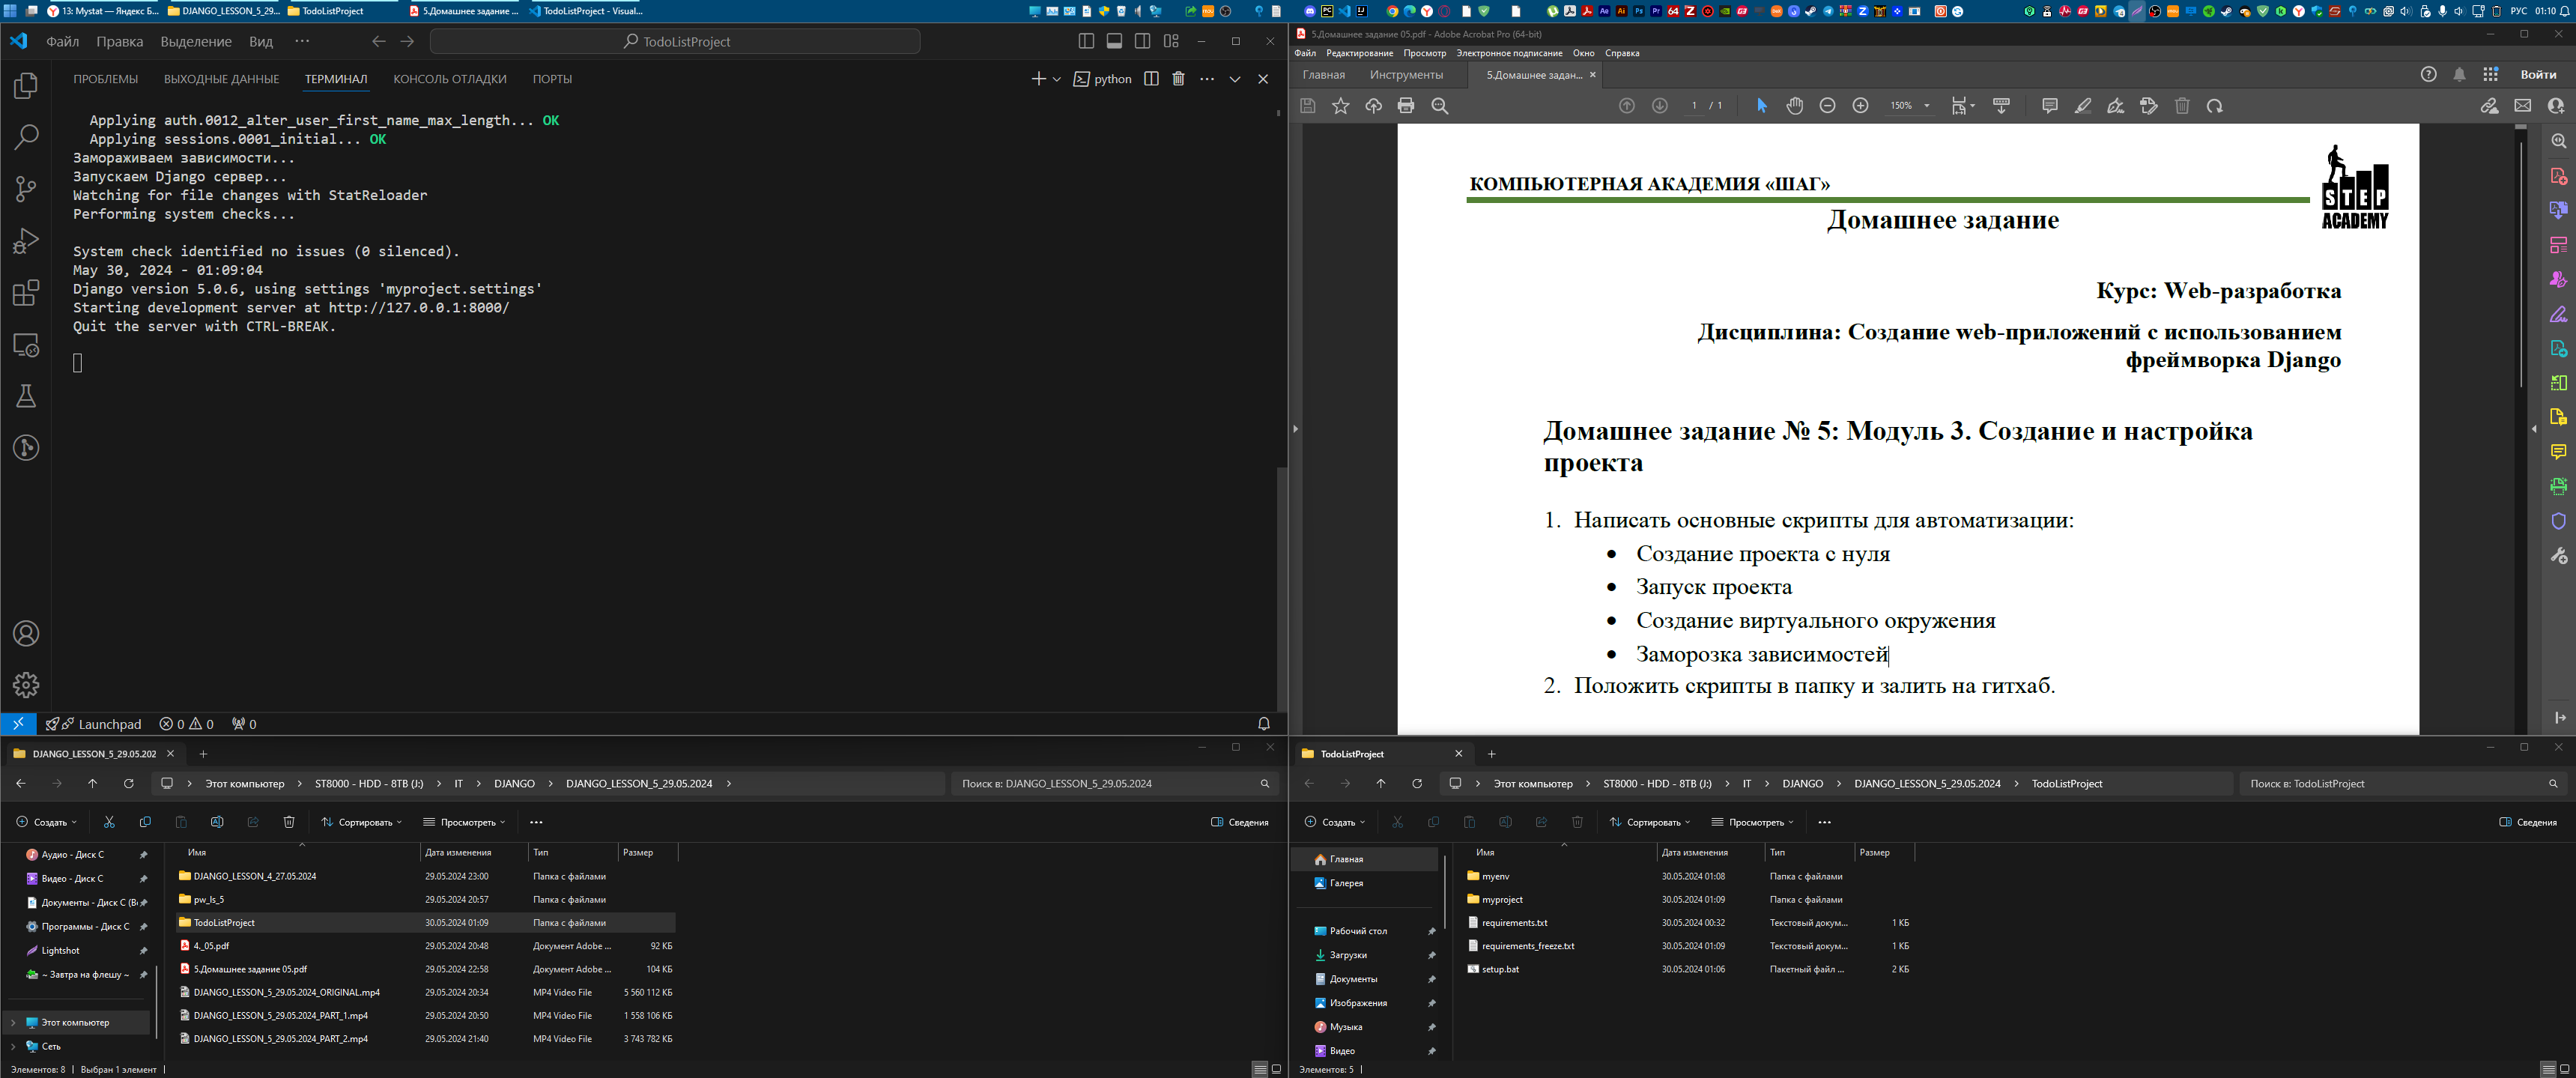 13: Mystat — Яндекс Б...
DJANGO_LESSON_5_29...
TodoListProject
5.Домашнее задание ...
TodoListProject - Visual...
РУС
01:10
Файл
Правка
Выделение
Вид
TodoListProject
ПРОБЛЕМЫ
ВЫХОДНЫЕ ДАННЫЕ
ТЕРМИНАЛ
КОНСОЛЬ ОТЛАДКИ
ПОРТЫ
python
Applying auth.0012_alter_user_first_name_max_length... OK
Applying sessions.0001_initial... OK
Замораживаем зависимости...
Запускаем Django сервер...
Watching for file changes with StatReloader
Performing system checks...
System check identified no issues (0 silenced).
May 30, 2024 - 01:09:04
Django version 5.0.6, using settings 'myproject.settings'
Starting development server at http://127.0.0.1:8000/
Quit the server with CTRL-BREAK.
Launchpad
0
0
0
5.Домашнее задание 05.pdf - Adobe Acrobat Pro (64-bit)
Файл Редактирование Просмотр Электронное подписание Окно Справка
Главная
Инструменты
5.Домашнее задан...
Войти
1 / 1
150%
КОМПЬЮТЕРНАЯ АКАДЕМИЯ «ШАГ»
STEP
ACADEMY
Домашнее задание
Курс: Web-разработка
Дисциплина: Создание web-приложений с использованием
фреймворка Django
Домашнее задание № 5: Модуль 3. Создание и настройка
проекта
1. Написать основные скрипты для автоматизации:
• Создание проекта с нуля
• Запуск проекта
• Создание виртуального окружения
• Заморозка зависимостей
2. Положить скрипты в папку и залить на гитхаб.
DJANGO_LESSON_5_29.05.202
Этот компьютер > ST8000 - HDD - 8TB (J:) > IT > DJANGO > DJANGO_LESSON_5_29.05.2024 >
Поиск в: DJANGO_LESSON_5_29.05.2024
Создать
Сортировать
Просмотреть
Сведения
Аудио - Диск C
Видео - Диск C
Документы - Диск C (В
Программы - Диск C
Lightshot
~ Завтра на флешу ~
Этот компьютер
Сеть
Имя Дата изменения Тип Размер
DJANGO_LESSON_4_27.05.2024 29.05.2024 23:00 Папка с файлами
pw_ls_5 29.05.2024 20:57 Папка с файлами
TodoListProject 30.05.2024 01:09 Папка с файлами
4._05.pdf 29.05.2024 20:48 Документ Adobe ... 92 КБ
5.Домашнее задание 05.pdf 29.05.2024 22:58 Документ Adobe ... 104 КБ
DJANGO_LESSON_5_29.05.2024_ORIGINAL.mp4 29.05.2024 20:34 MP4 Video File 5 560 112 КБ
DJANGO_LESSON_5_29.05.2024_PART_1.mp4 29.05.2024 20:50 MP4 Video File 1 558 106 КБ
DJANGO_LESSON_5_29.05.2024_PART_2.mp4 29.05.2024 21:40 MP4 Video File 3 743 782 КБ
Элементов: 8 Выбран 1 элемент
TodoListProject
Этот компьютер > ST8000 - HDD - 8TB (J:) > IT > DJANGO > DJANGO_LESSON_5_29.05.2024 > TodoListProject
Поиск в: TodoListProject
Создать
Сортировать
Просмотреть
Сведения
Главная
Галерея
Рабочий стол
Загрузки
Документы
Изображения
Музыка
Видео
Имя Дата изменения Тип Размер
myenv 30.05.2024 01:08 Папка с файлами
myproject 30.05.2024 01:09 Папка с файлами
requirements.txt 30.05.2024 00:32 Текстовый докум... 1 КБ
requirements_freeze.txt 30.05.2024 01:09 Текстовый докум... 1 КБ
setup.bat 30.05.2024 01:06 Пакетный файл ... 2 КБ
Элементов: 5